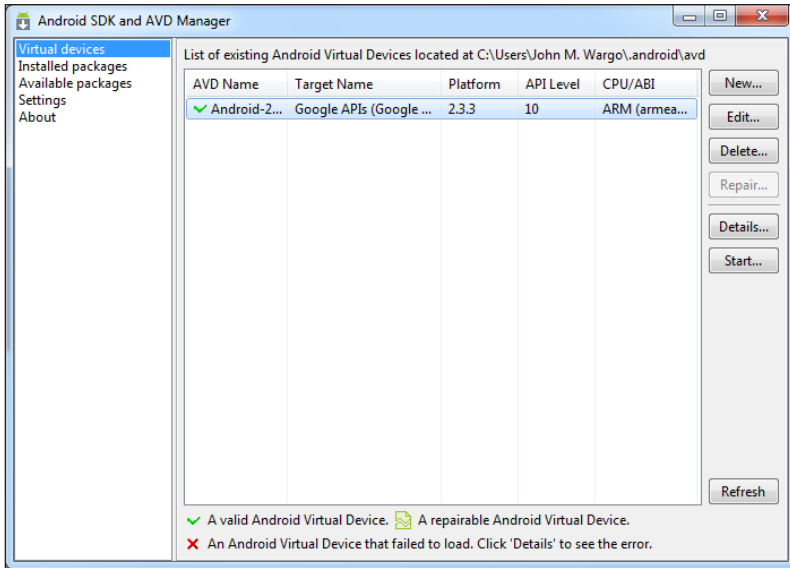 Android SDK and AVD Manager
Virtual devices
Installed packages
Available packages
Settings
About
List of existing Android Virtual Devices located at C:\Users\John M. Wargo\.android\avd
AVD Name Target Name Platform API Level CPU/ABI
Android-2... Google APIs (Google ... 2.3.3 10 ARM (armea...
New...
Edit...
Delete...
Repair...
Details...
Start...
Refresh
A valid Android Virtual Device. A repairable Android Virtual Device.
An Android Virtual Device that failed to load. Click 'Details' to see the error.